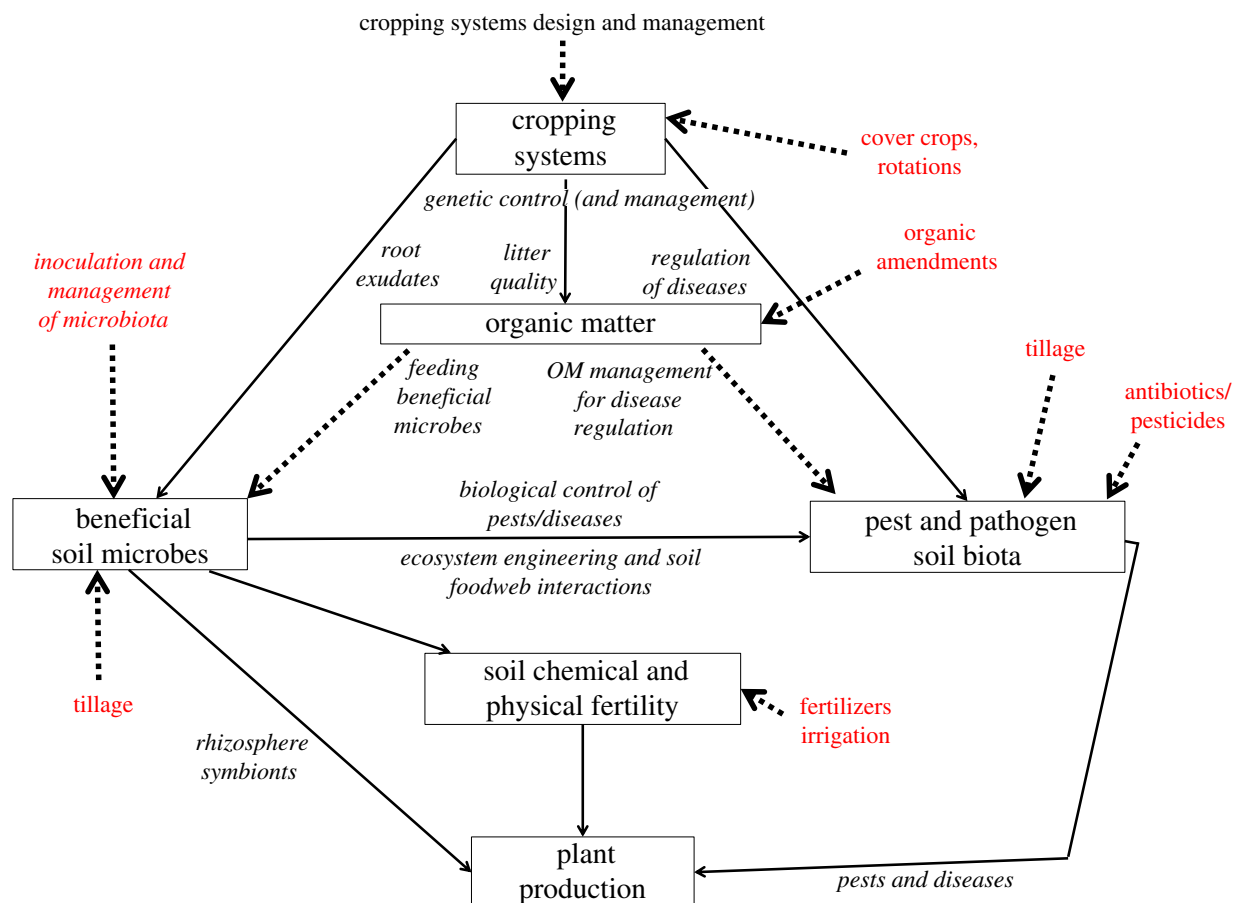 cropping systems design and management
cropping
systems
cover crops,
rotations
genetic control (and management)
root
exudates
litter
quality
regulation
of diseases
organic
amendments
inoculation and
management
of microbiota
organic matter
feeding
beneficial
microbes
OM management
for disease
regulation
tillage
antibiotics/
pesticides
beneficial
soil microbes
biological control of
pests/diseases
ecosystem engineering and soil
foodweb interactions
pest and pathogen
soil biota
tillage
soil chemical and
physical fertility
fertilizers
irrigation
rhizosphere
symbionts
plant
production
pests and diseases